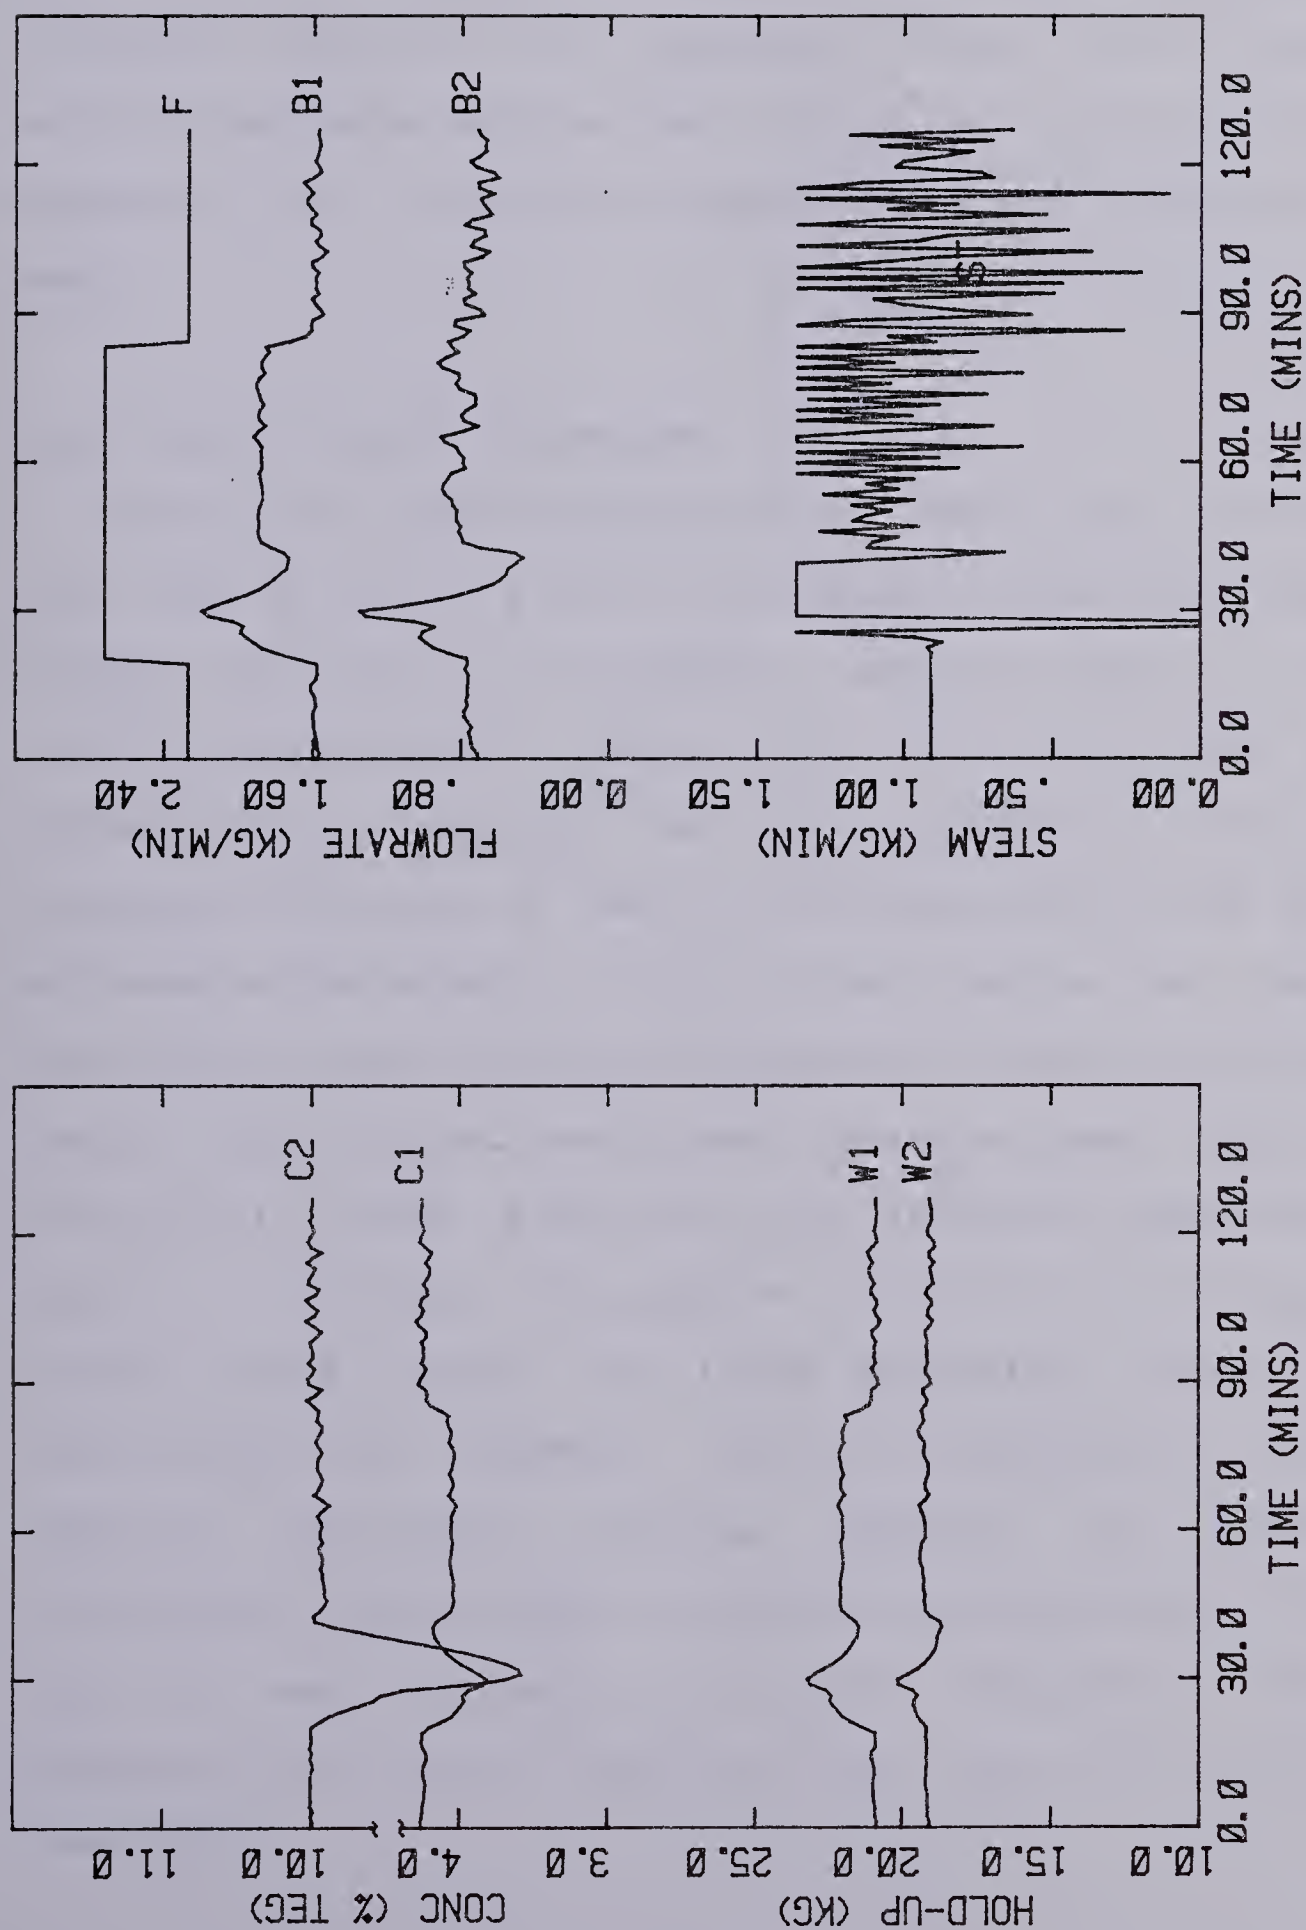 F
B1
B2
2.40
1.60
.80
0.00
FLOWRATE (KG/MIN)
ST
1.50
1.00
.50
0.00
STEAM (KG/MIN)
0.0 30.0 60.0 90.0 120.0
TIME (MINS)
C2
C1
11.0
10.0
4.0
3.0
CONC (% TEG)
W1
W2
25.0
20.0
15.0
10.0
HOLD-UP (KG)
0.0 30.0 60.0 90.0 120.0
TIME (MINS)